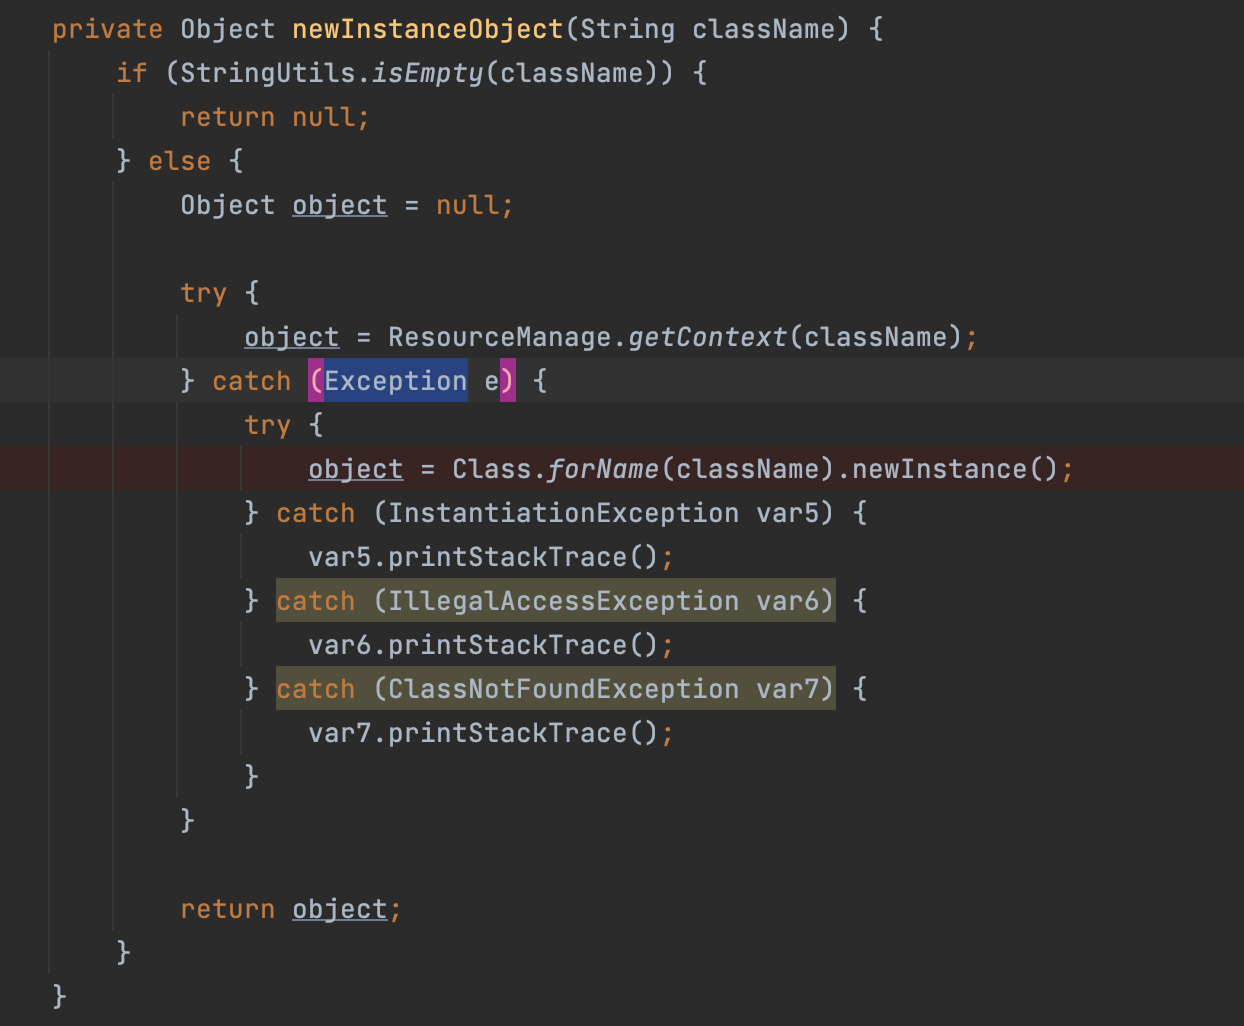 private Object newInstanceObject(String className) {
if (StringUtils.isEmpty(className)) {
return null;
} else {
Object object = null;
try {
object = ResourceManage.getContext(className);
} catch (Exception e) {
try {
object = Class.forName(className).newInstance();
} catch (InstantiationException var5) {
var5.printStackTrace();
} catch (IllegalAccessException var6) {
var6.printStackTrace();
} catch (ClassNotFoundException var7) {
var7.printStackTrace();
}
}
return object;
}
}